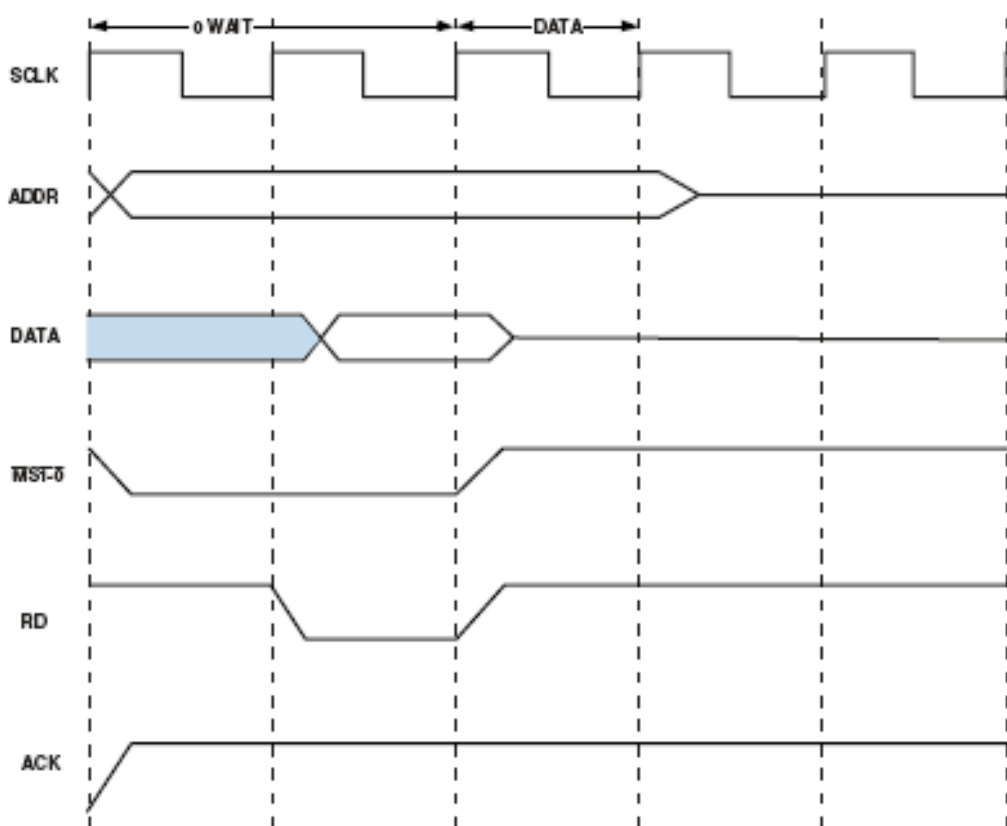 0 WAIT
DATA
SCLK
ADDR
DATA
MS1-0
RD
ACK